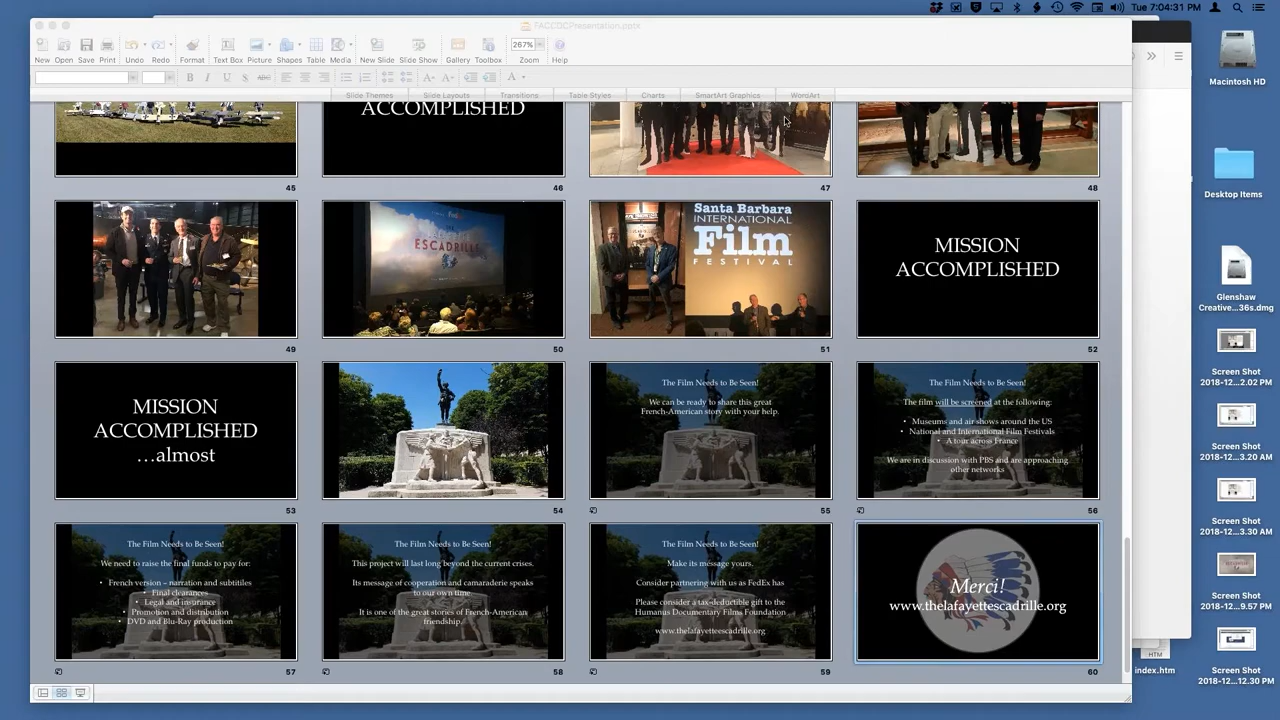 Tue 7:04:31 PM
FACCDCPresentation.pptx
267%
New Open Save Print Undo Redo Format Text Box Picture Shapes Table Media New Slide Slide Show Gallery Toolbox Zoom Help
B I U ABC A A A
Slide Themes Slide Layouts Transitions Table Styles Charts SmartArt Graphics WordArt
ACCOMPLISHED
45 46 47 48
ESCADRILLE
Santa Barbara
INTERNATIONAL
Film
FESTIVAL
MISSION
ACCOMPLISHED
49 50 51 52
MISSION
ACCOMPLISHED
…almost
The Film Needs to Be Seen!
We can be ready to share this great
French-American story with your help.
The Film Needs to Be Seen!
The film will be screened at the following:
• Museums and air shows around the US
• National and International Film Festivals
• A tour across France
We are in discussion with PBS and are approaching
other networks
53 54 55 56
The Film Needs to Be Seen!
We need to raise the final funds to pay for:
• French version – narration and subtitiles
• Final clearances
• Legal and insurance
• Promotion and distribution
• DVD and Blu-Ray production
The Film Needs to Be Seen!
This project will last long beyond the current crises.
Its message of cooperation and camaraderie speaks
to our own time.
It is one of the great stories of French-American
friendship.
The Film Needs to Be Seen!
Make its message yours.
Consider partnering with us as FedEx has
Please consider a tax-deductible gift to the
Humanus Documentary Films Foundation
www.thelafayetteescadrille.org
Merci!
www.thelafayettescadrille.org
57 58 59 60
Macintosh HD
Desktop Items
Glenshaw
Creative...36s.dmg
Screen Shot
2018-12...2.02 PM
Screen Shot
2018-12...3.20 AM
Screen Shot
2018-12...3.30 AM
Screen Shot
2018-12...9.57 PM
HTM
index.htm
Screen Shot
2018-12...12.30 PM